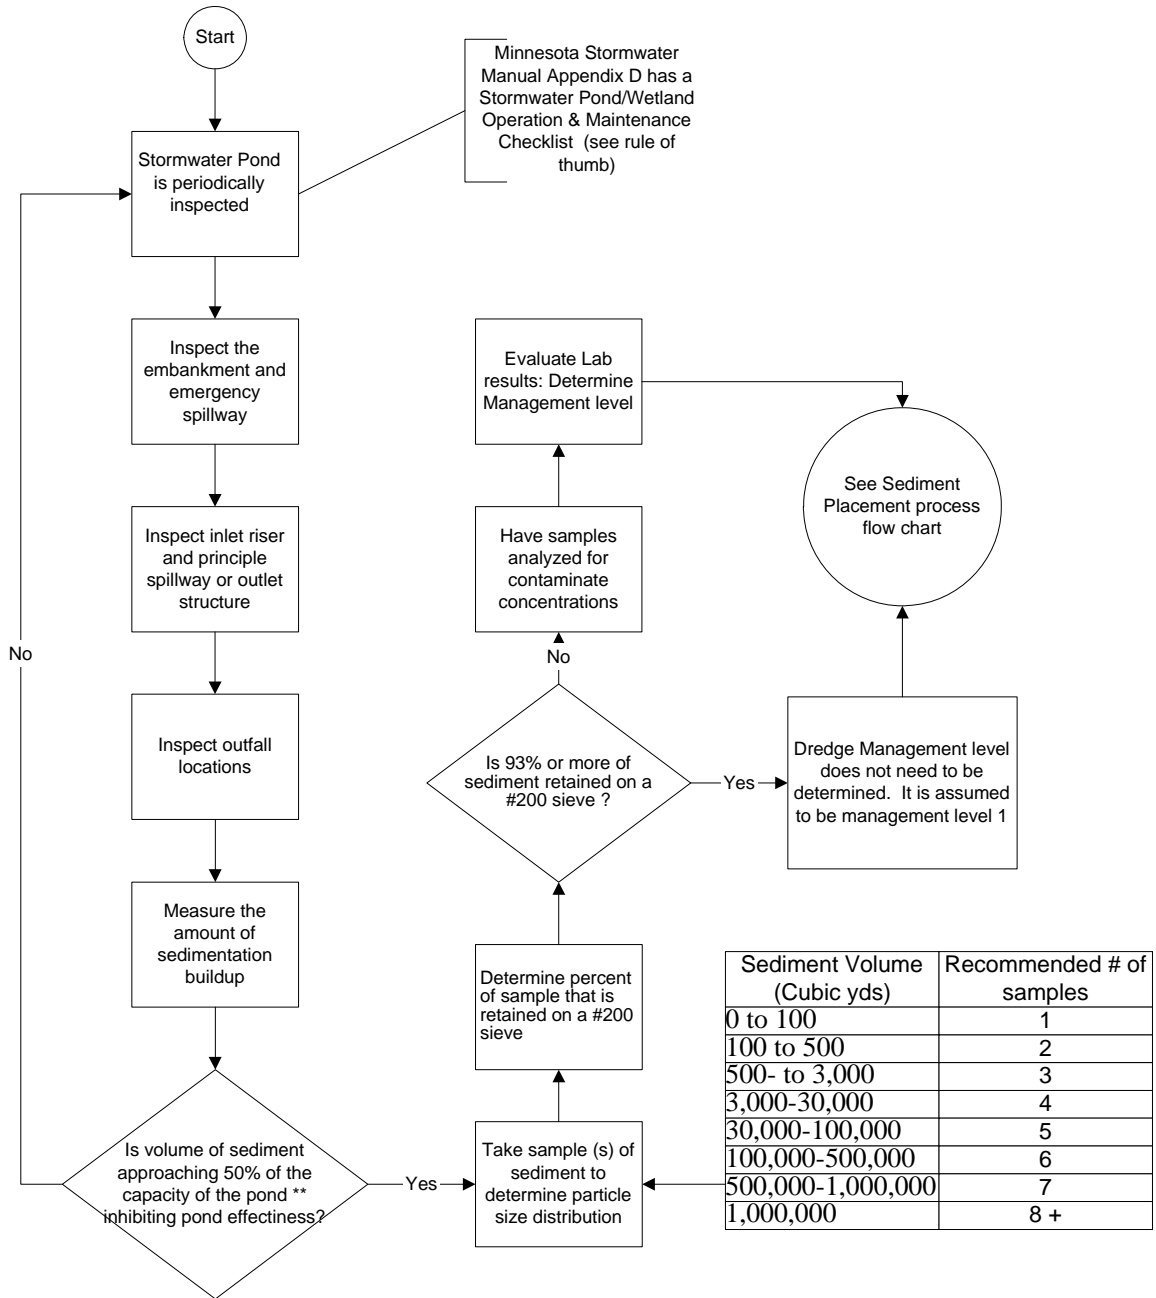 Start
Minnesota Stormwater
Manual Appendix D has a
Stormwater Pond/Wetland
Operation & Maintenance
Checklist (see rule of
thumb)
Stormwater Pond
is periodically
inspected
Inspect the
embankment and
emergency
spillway
Inspect inlet riser
and principle
spillway or outlet
structure
No
Inspect outfall
locations
Measure the
amount of
sedimentation
buildup
Is volume of sediment
approaching 50% of the
capacity of the pond **
inhibiting pond effectiness?
Yes
Take sample (s) of
sediment to
determine particle
size distribution
Determine percent
of sample that is
retained on a #200
sieve
Is 93% or more of
sediment retained on a
#200 sieve ?
No
Have samples
analyzed for
contaminate
concentrations
Evaluate Lab
results: Determine
Management level
Yes
Dredge Management level
does not need to be
determined. It is assumed
to be management level 1
See Sediment
Placement process
flow chart
Sediment Volume (Cubic yds) Recommended # of samples
0 to 100 1
100 to 500 2
500- to 3,000 3
3,000-30,000 4
30,000-100,000 5
100,000-500,000 6
500,000-1,000,000 7
1,000,000 8 +